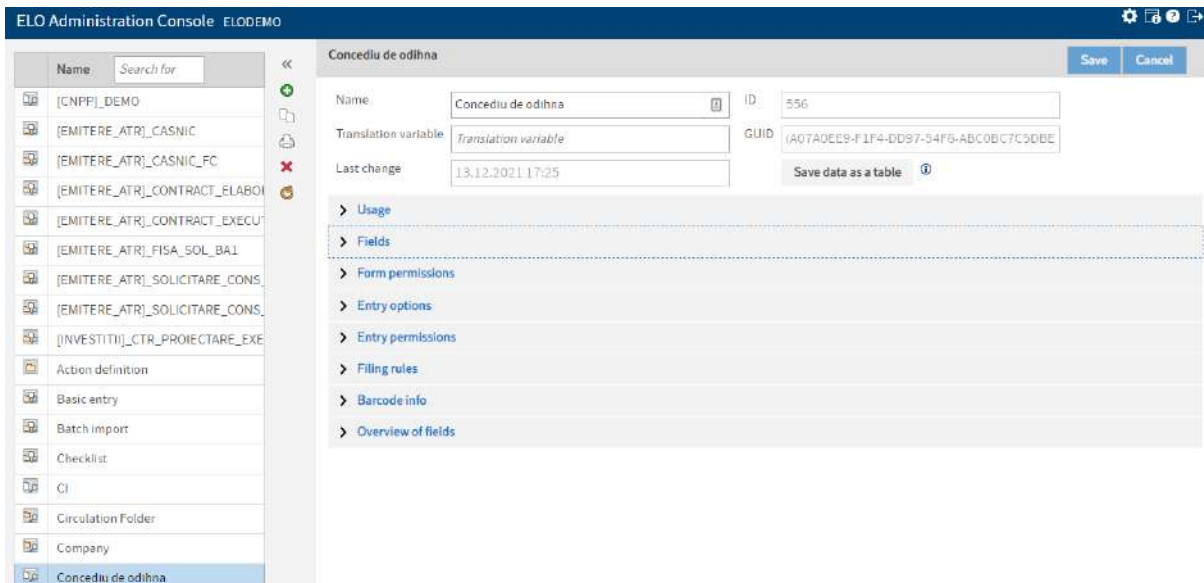 ELO Administration Console ELODEMO
Name Search for
[CNPP]_DEMO
[EMITERE_ATR]_CASNIC
[EMITERE_ATR]_CASNIC_FC
[EMITERE_ATR]_CONTRACT_ELABO
[EMITERE_ATR]_CONTRACT_EXECUT
[EMITERE_ATR]_FISA_SOL_BA1
[EMITERE_ATR]_SOLICITARE_CONS_
[EMITERE_ATR]_SOLICITARE_CONS_
[INVESTITII]_CTR_PROIECTARE_EXE
Action definition
Basic entry
Batch import
Checklist
CI
Circulation Folder
Company
Concediu de odihna
Concediu de odihna
Save Cancel
Name Concediu de odihna ID 556
Translation variable Translation variable GUID (A07A0EE9-F1F4-DD97-54F6-ABC0BC7C5DBE
Last change 13.12.2021 17:25 Save data as a table
Usage
Fields
Form permissions
Entry options
Entry permissions
Filing rules
Barcode info
Overview of fields